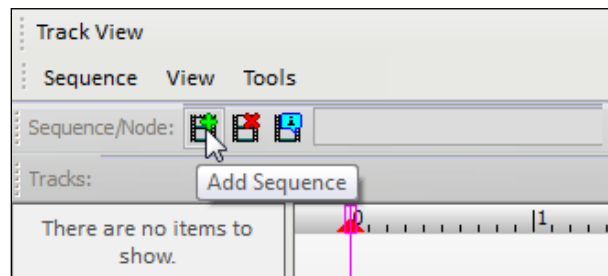 Track View
Sequence View Tools
Sequence/Node:
Add Sequence
Tracks:
There are no items to
show.
0
1